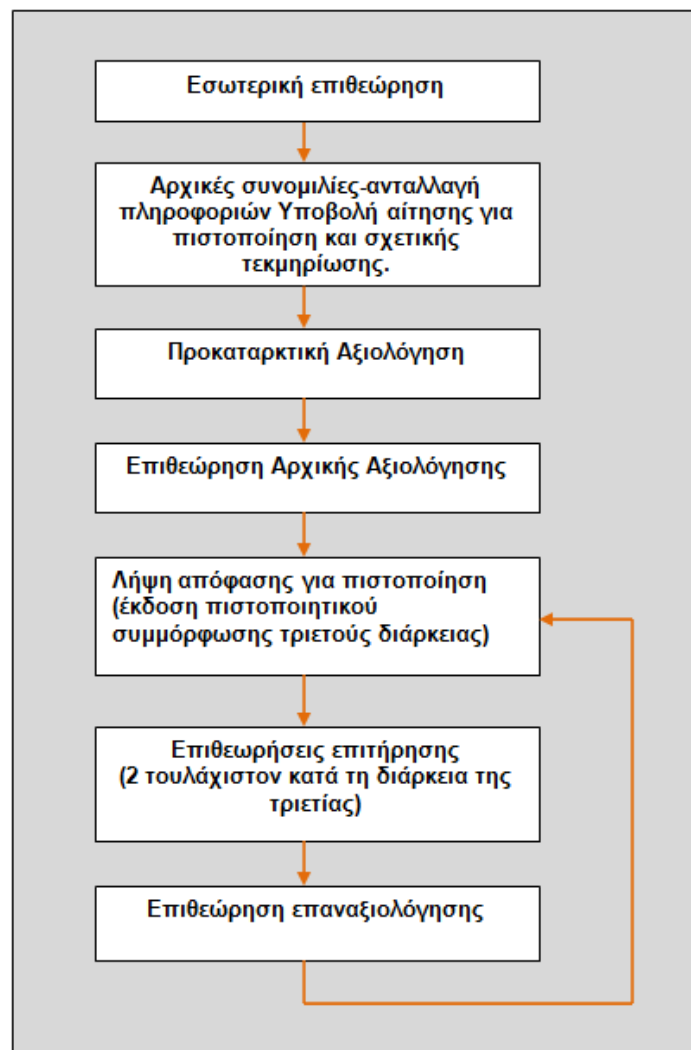 Εσωτερική επιθεώρηση
Αρχικές συνομιλίες-ανταλλαγή
πληροφοριών Υποβολή αίτησης για
πιστοποίηση και σχετικής
τεκμηρίωσης.
Προκαταρκτική Αξιολόγηση
Επιθεώρηση Αρχικής Αξιολόγησης
Λήψη απόφασης για πιστοποίηση
(έκδοση πιστοποιητικού
συμμόρφωσης τριετούς διάρκειας)
Επιθεωρήσεις επιτήρησης
(2 τουλάχιστον κατά τη διάρκεια της
τριετίας)
Επιθεώρηση επαναξιολόγησης